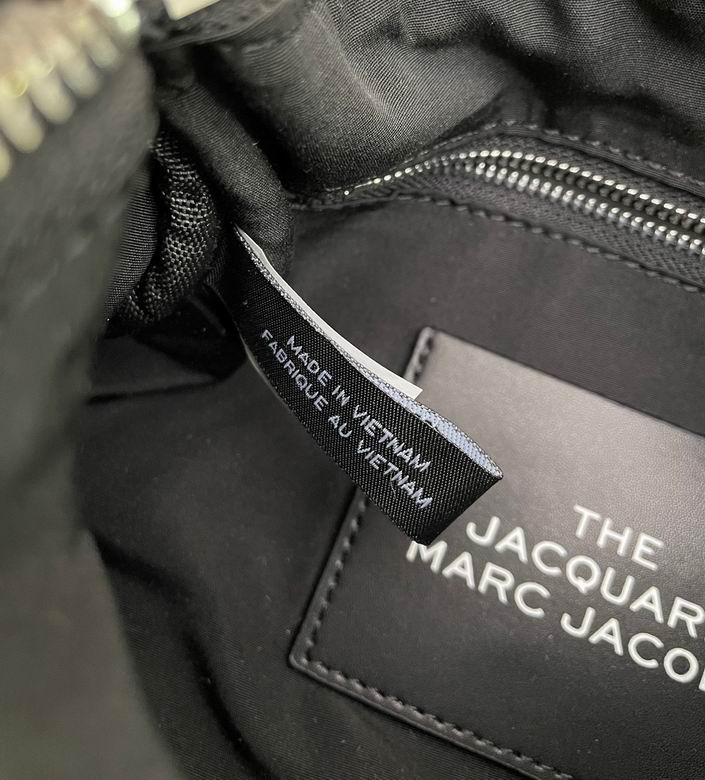 MADE IN VIETNAM
FABRIQUE AU VIETNAM
THE
JACQUAR
MARC JACO